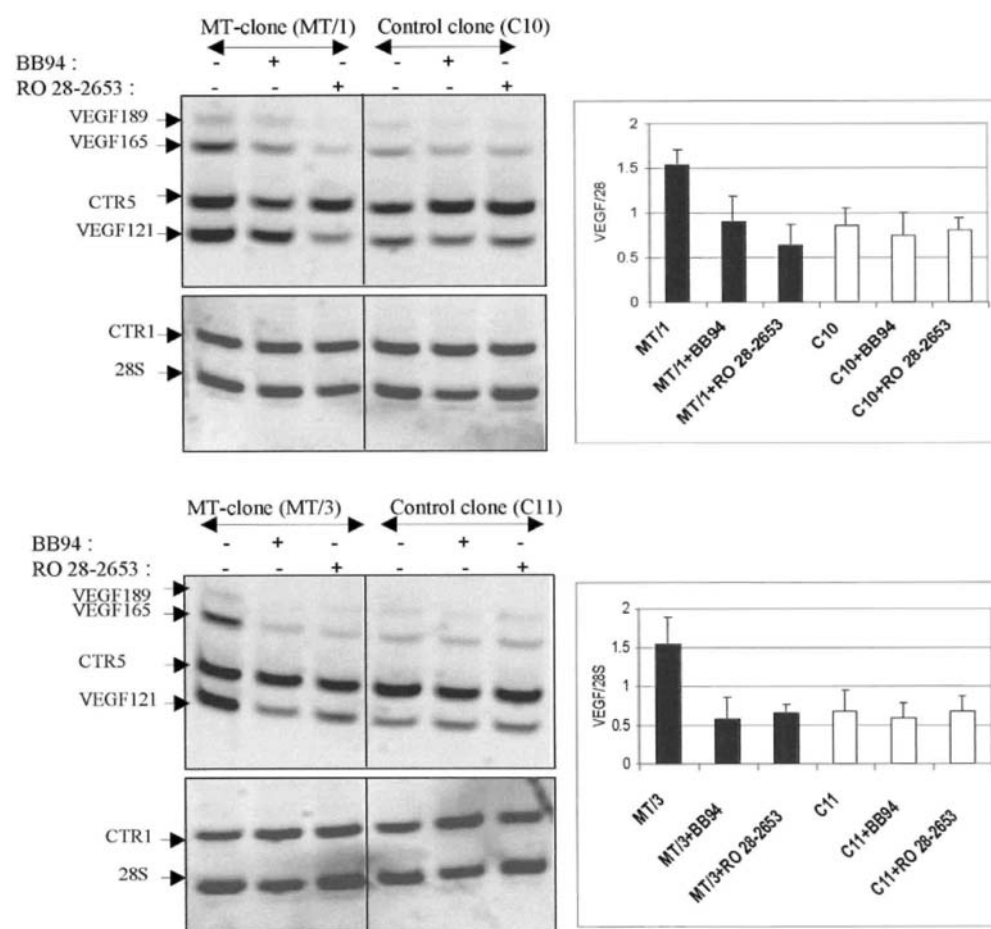 MT-clone (MT/1) Control clone (C10)
BB94 : - + - - + -
RO 28-2653 : - - + - - +
VEGF189
VEGF165
CTR5
VEGF121
CTR1
28S
VEGF/28
2
1.5
1
0.5
0
MT/1
MT/1+BB94
MT/1+RO 28-2653
C10
C10+BB94
C10+RO 28-2653
MT-clone (MT/3) Control clone (C11)
BB94 : - + - - + -
RO 28-2653 : - - + - - +
VEGF189
VEGF165
CTR5
VEGF121
CTR1
28S
VEGF/28S
2
1.5
1
0.5
0
MT/3
MT/3+BB94
MT/3+RO 28-2653
C11
C11+BB94
C11+RO 28-2653